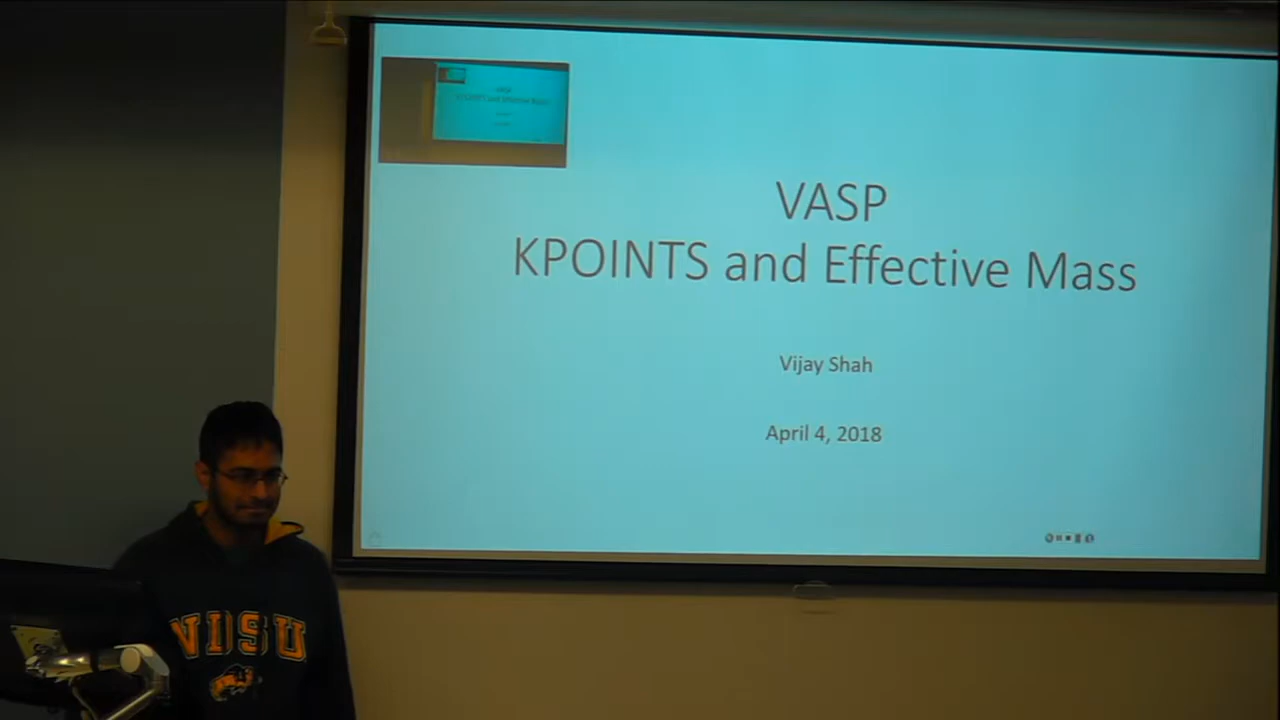 VASP
KPOINTS and Effective Mass
Vijay Shah
April 4, 2018
NDSU